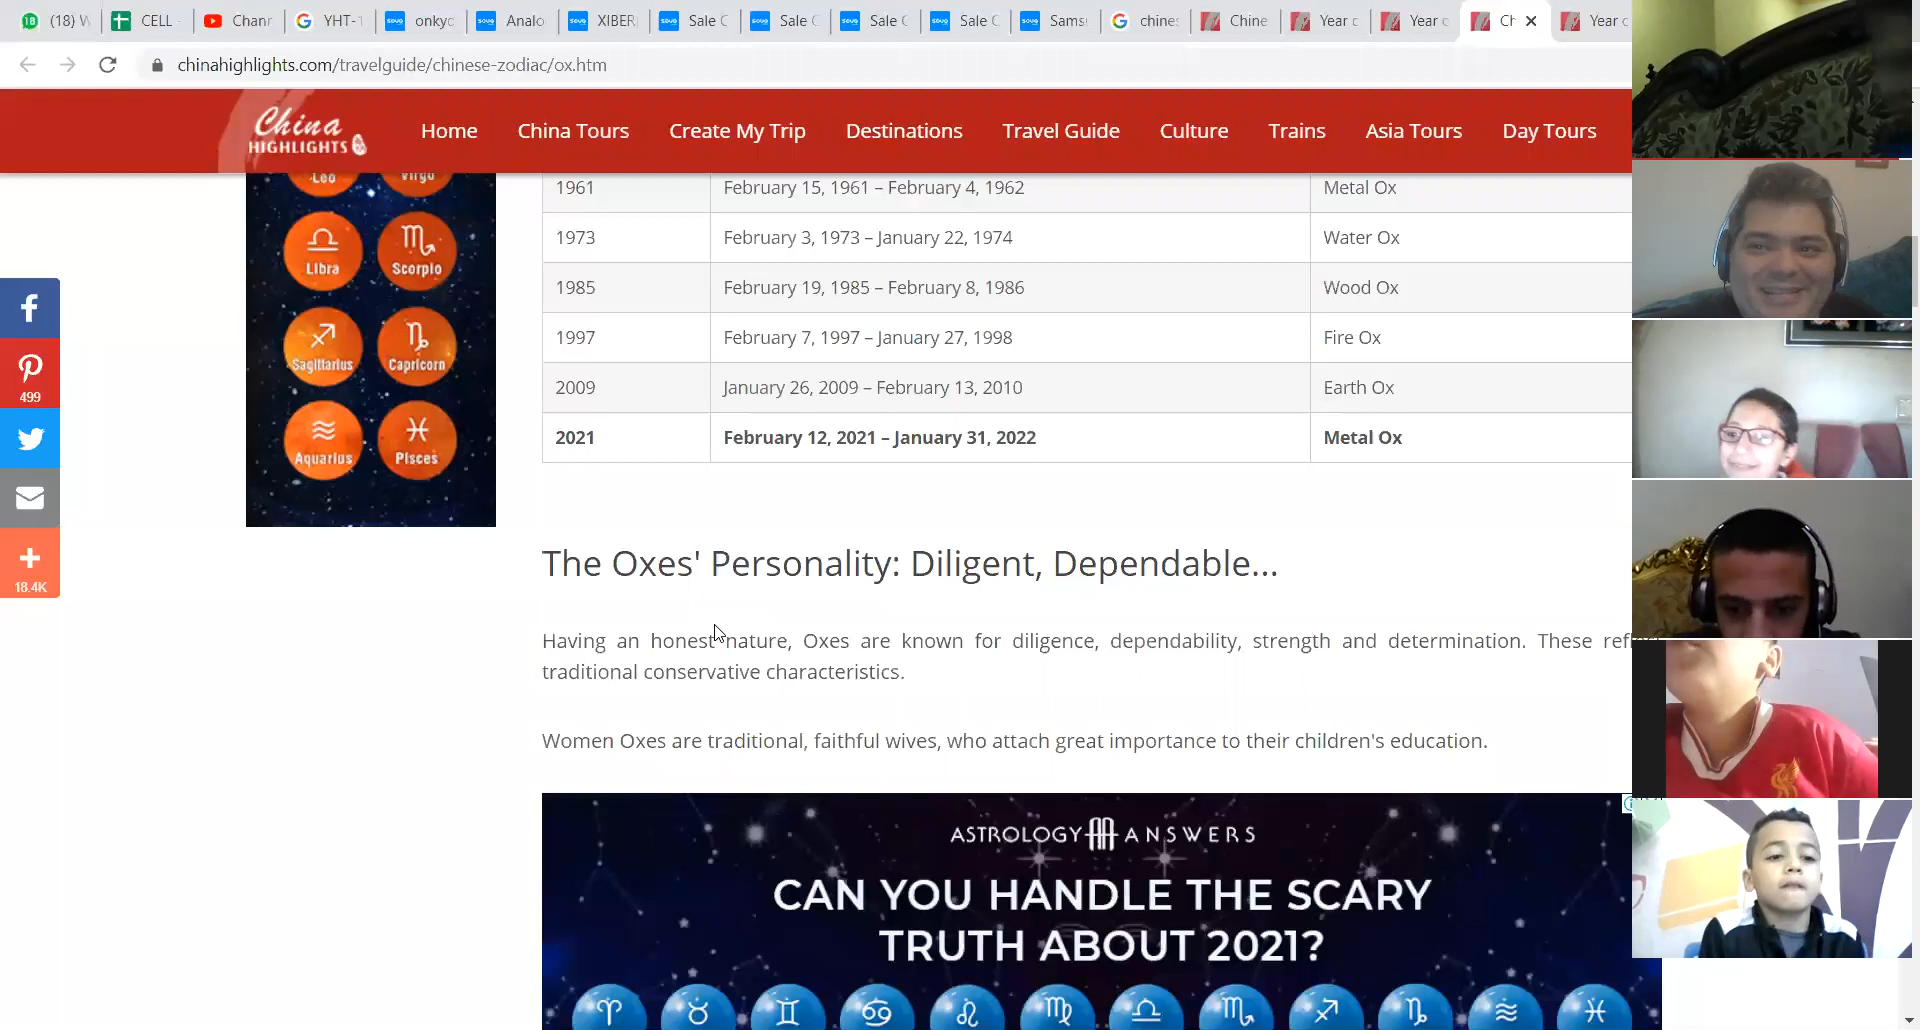 (18) W
CELL -
Chann
YHT-1
onkyo
Analo
XIBER
Sale C
Sale C
Sale C
Sale C
Sams
chines
Chine
Year c
Year c
Ch
Year c
chinahighlights.com/travelguide/chinese-zodiac/ox.htm
China
HIGHLIGHTS
Home China Tours Create My Trip Destinations Travel Guide Culture Trains Asia Tours Day Tours
Leo Virgo
Libra Scorpio
Sagittarius Capricorn
Aquarius Pisces
499
18.4K
1961 February 15, 1961 – February 4, 1962 Metal Ox
1973 February 3, 1973 – January 22, 1974 Water Ox
1985 February 19, 1985 – February 8, 1986 Wood Ox
1997 February 7, 1997 – January 27, 1998 Fire Ox
2009 January 26, 2009 – February 13, 2010 Earth Ox
2021 February 12, 2021 – January 31, 2022 Metal Ox
The Oxes' Personality: Diligent, Dependable...
Having an honest nature, Oxes are known for diligence, dependability, strength and determination. These
traditional conservative characteristics.
Women Oxes are traditional, faithful wives, who attach great importance to their children's education.
ASTROLOGY ANSWERS
CAN YOU HANDLE THE SCARY
TRUTH ABOUT 2021?